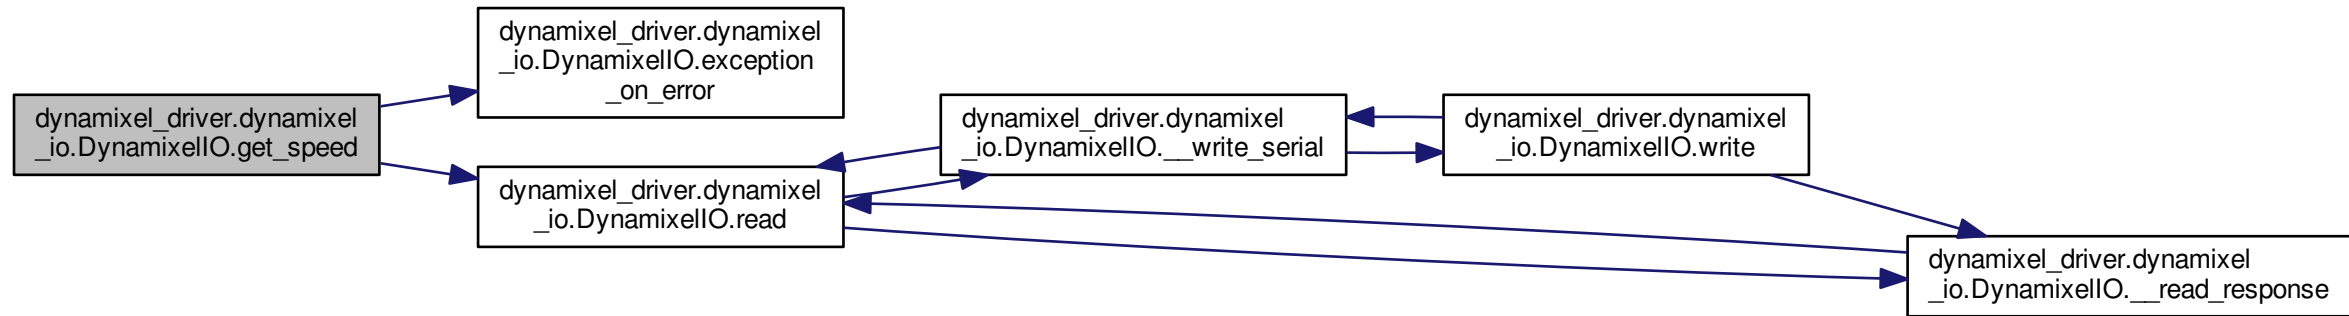 dynamixel_driver.dynamixel
_io.DynamixelIO.get_speed
dynamixel_driver.dynamixel
_io.DynamixelIO.exception
_on_error
dynamixel_driver.dynamixel
_io.DynamixelIO.read
dynamixel_driver.dynamixel
_io.DynamixelIO.__write_serial
dynamixel_driver.dynamixel
_io.DynamixelIO.write
dynamixel_driver.dynamixel
_io.DynamixelIO.__read_response